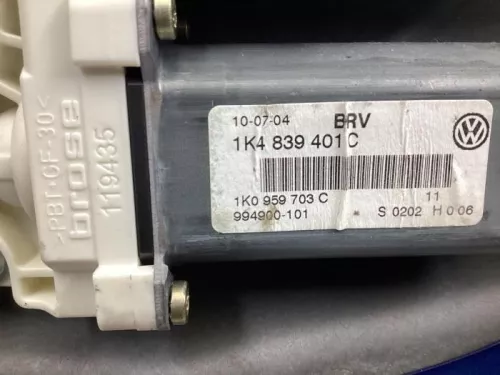 >PBT-GF-30<
brose
119435
10-07-04 BRV
1K4 839 401 C
1K0 959 703 C 11
994900-101 * S 0202 H 0 06